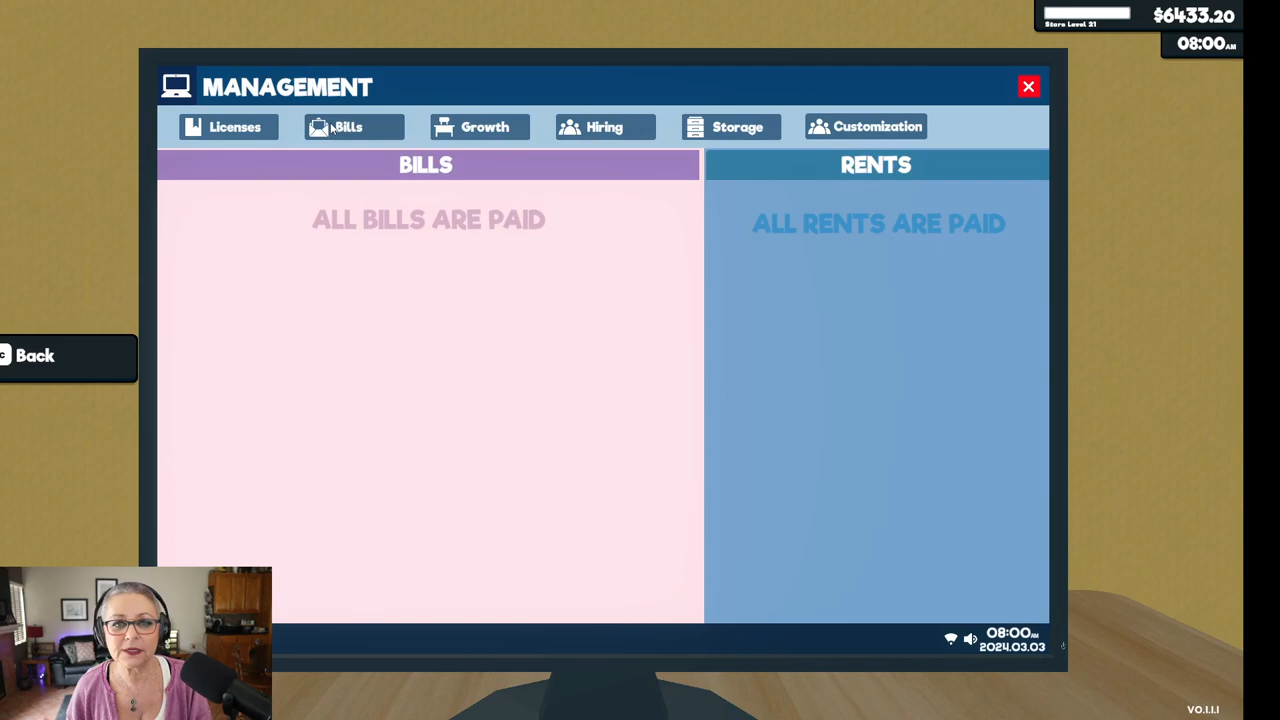 $6433.20
Store Level 21
08:00AM
MANAGEMENT
Licenses
Bills
Growth
Hiring
Storage
Customization
BILLS
RENTS
ALL BILLS ARE PAID
ALL RENTS ARE PAID
C Back
08:00AM
2024.03.03
V0.1.1.1